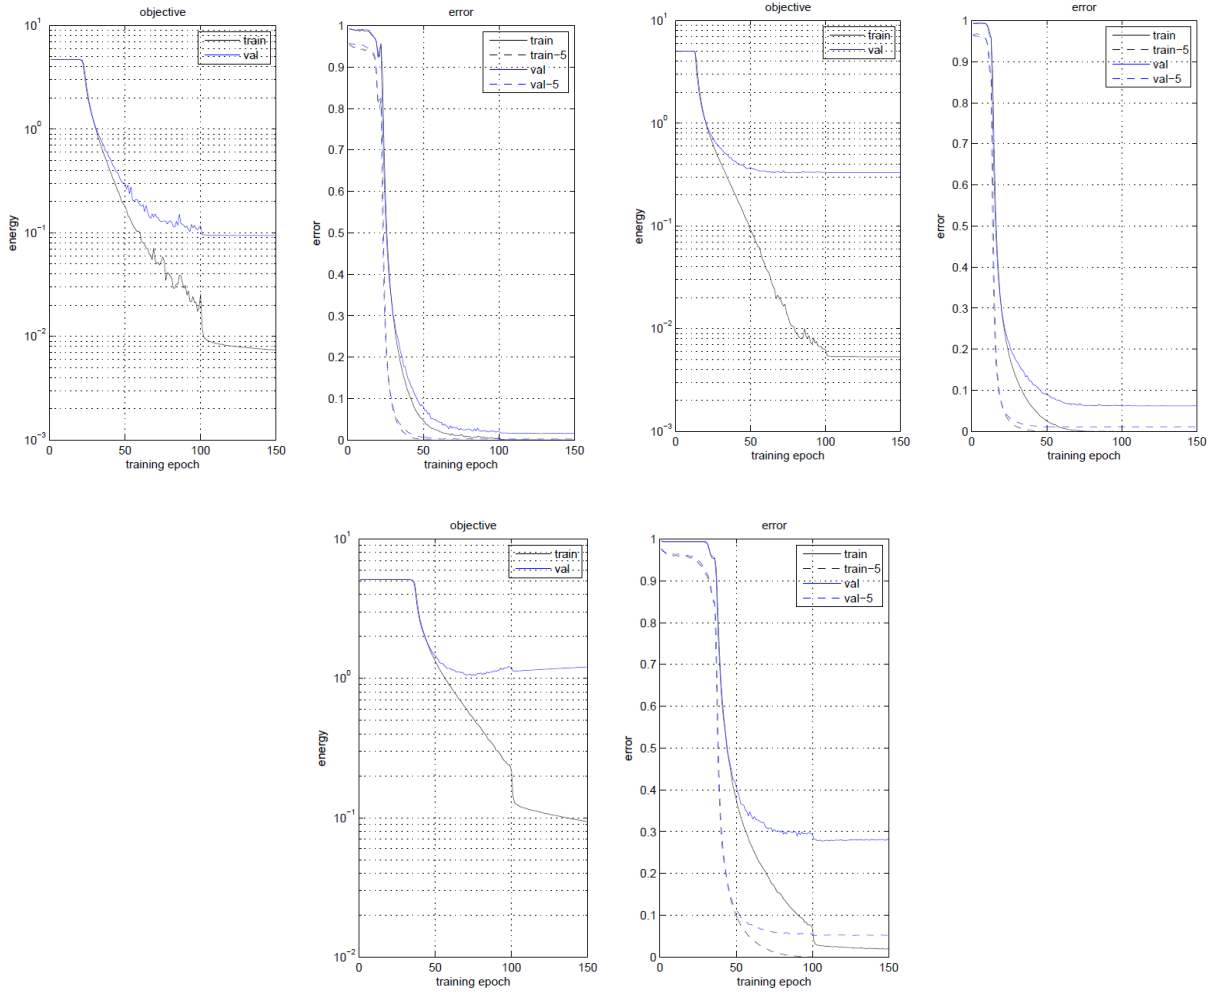 objective
10^1
10^0
10^-1
10^-2
10^-3
energy
0
50
100
150
training epoch
train
val
error
1
0.9
0.8
0.7
0.6
0.5
0.4
0.3
0.2
0.1
0
error
0
50
100
150
training epoch
train
train-5
val
val-5
objective
10^1
10^0
10^-1
10^-2
10^-3
energy
0
50
100
150
training epoch
train
val
error
1
0.9
0.8
0.7
0.6
0.5
0.4
0.3
0.2
0.1
0
error
0
50
100
150
training epoch
train
train-5
val
val-5
objective
10^1
10^0
10^-1
10^-2
energy
0
50
100
150
training epoch
train
val
error
1
0.9
0.8
0.7
0.6
0.5
0.4
0.3
0.2
0.1
0
error
0
50
100
150
training epoch
train
train-5
val
val-5